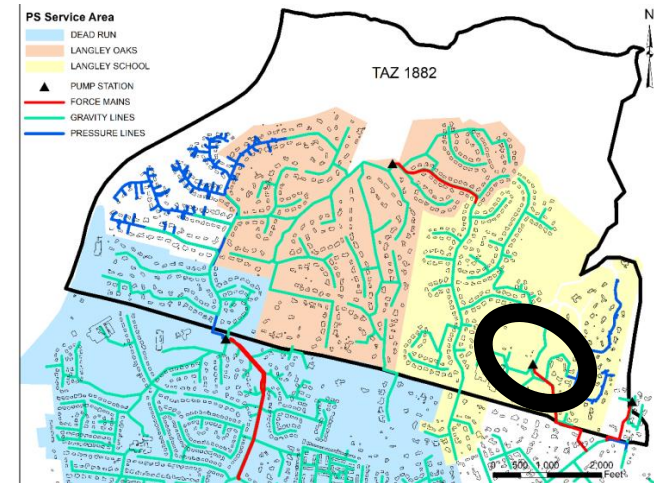 PS Service Area
DEAD RUN
LANGLEY OAKS
LANGLEY SCHOOL
PUMP STATION
FORCE MAINS
GRAVITY LINES
PRESSURE LINES
TAZ 1882
N
0 500 1,000 2,000
Feet